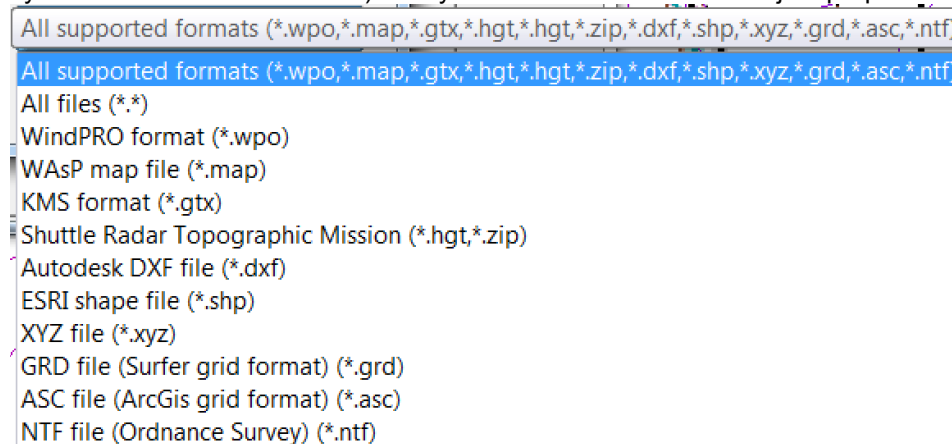 All supported formats (*.wpo,*.map,*.gtx,*.hgt,*.hgt,*.zip,*.dxf,*.shp,*.xyz,*.grd,*.asc,*.ntf)
All supported formats (*.wpo,*.map,*.gtx,*.hgt,*.hgt,*.zip,*.dxf,*.shp,*.xyz,*.grd,*.asc,*.ntf)
All files (*.*)
WindPRO format (*.wpo)
WAsP map file (*.map)
KMS format (*.gtx)
Shuttle Radar Topographic Mission (*.hgt,*.zip)
Autodesk DXF file (*.dxf)
ESRI shape file (*.shp)
XYZ file (*.xyz)
GRD file (Surfer grid format) (*.grd)
ASC file (ArcGis grid format) (*.asc)
NTF file (Ordnance Survey) (*.ntf)